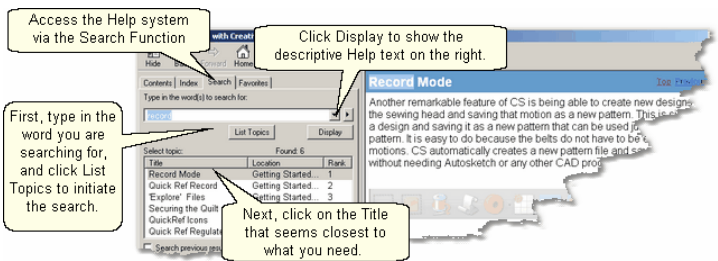 Access the Help system
via the Search Function
with Creati
Click Display to show the
descriptive Help text on the right.
Hide
Forward
Home
Contents Index Search Favorites
Type in the word(s) to search for:
record
List Topics Display
Select topic: Found: 6
Title Location Rank
Record Mode Getting Started... 1
Quick Ref Record Getting Started... 2
'Explore' Files Getting Started... 3
Securing the Quilt
QuickRef Icons
Quick Ref Regulate
Search previous
First, type in the
word you are
searching for,
and click List
Topics to initiate
the search.
Next, click on the Title
that seems closest to
what you need.
Record Mode
Top
Another remarkable feature of CS is being able to create new designs
the sewing head and saving that motion as a new pattern. This is
a design and saving it as a new pattern that can be used
pattern. It is easy to do because the belts do not have to be
motions. CS automatically creates a new pattern file and
without needing Autosketch or any other CAD